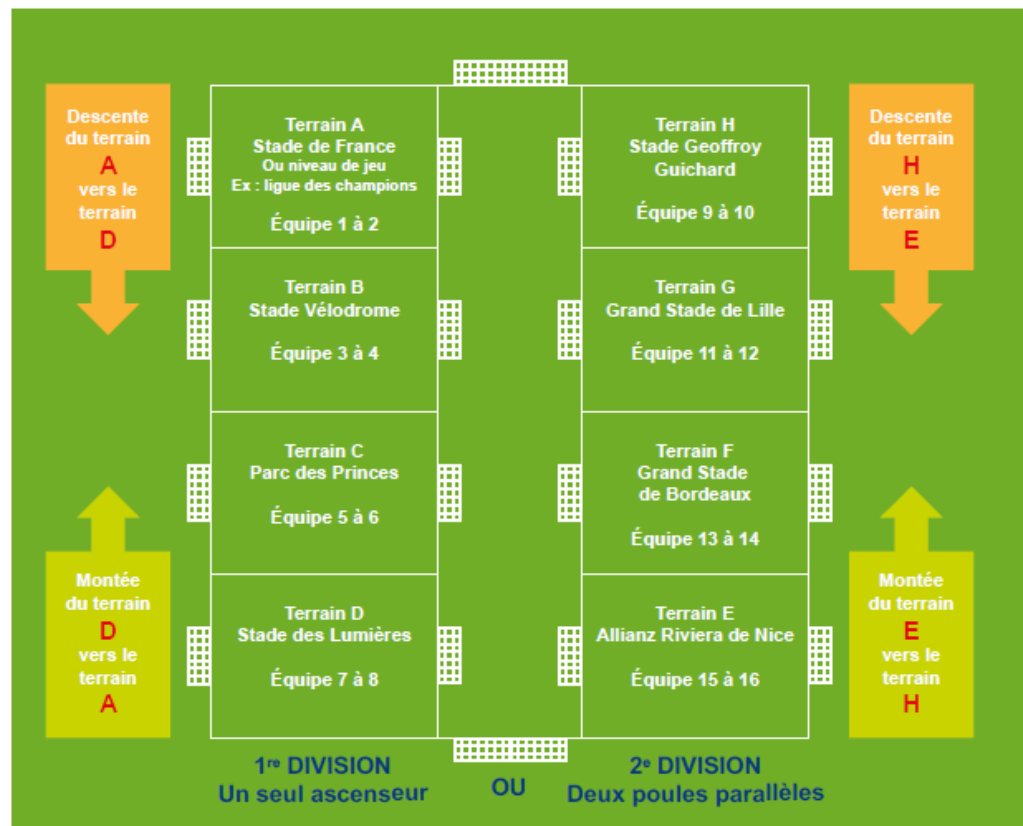 Descente
du terrain
A
vers le
terrain
D
Montée
du terrain
D
vers le
terrain
A
Terrain A
Stade de France
Ou niveau de jeu
Ex : ligue des champions
Équipe 1 à 2
Terrain B
Stade Vélodrome
Équipe 3 à 4
Terrain C
Parc des Princes
Équipe 5 à 6
Terrain D
Stade des Lumières
Équipe 7 à 8
Terrain H
Stade Geoffroy
Guichard
Équipe 9 à 10
Terrain G
Grand Stade de Lille
Équipe 11 à 12
Terrain F
Grand Stade
de Bordeaux
Équipe 13 à 14
Terrain E
Allianz Riviera de Nice
Équipe 15 à 16
Descente
du terrain
H
vers le
terrain
E
Montée
du terrain
E
vers le
terrain
H
1re DIVISION
Un seul ascenseur
OU
2e DIVISION
Deux poules parallèles